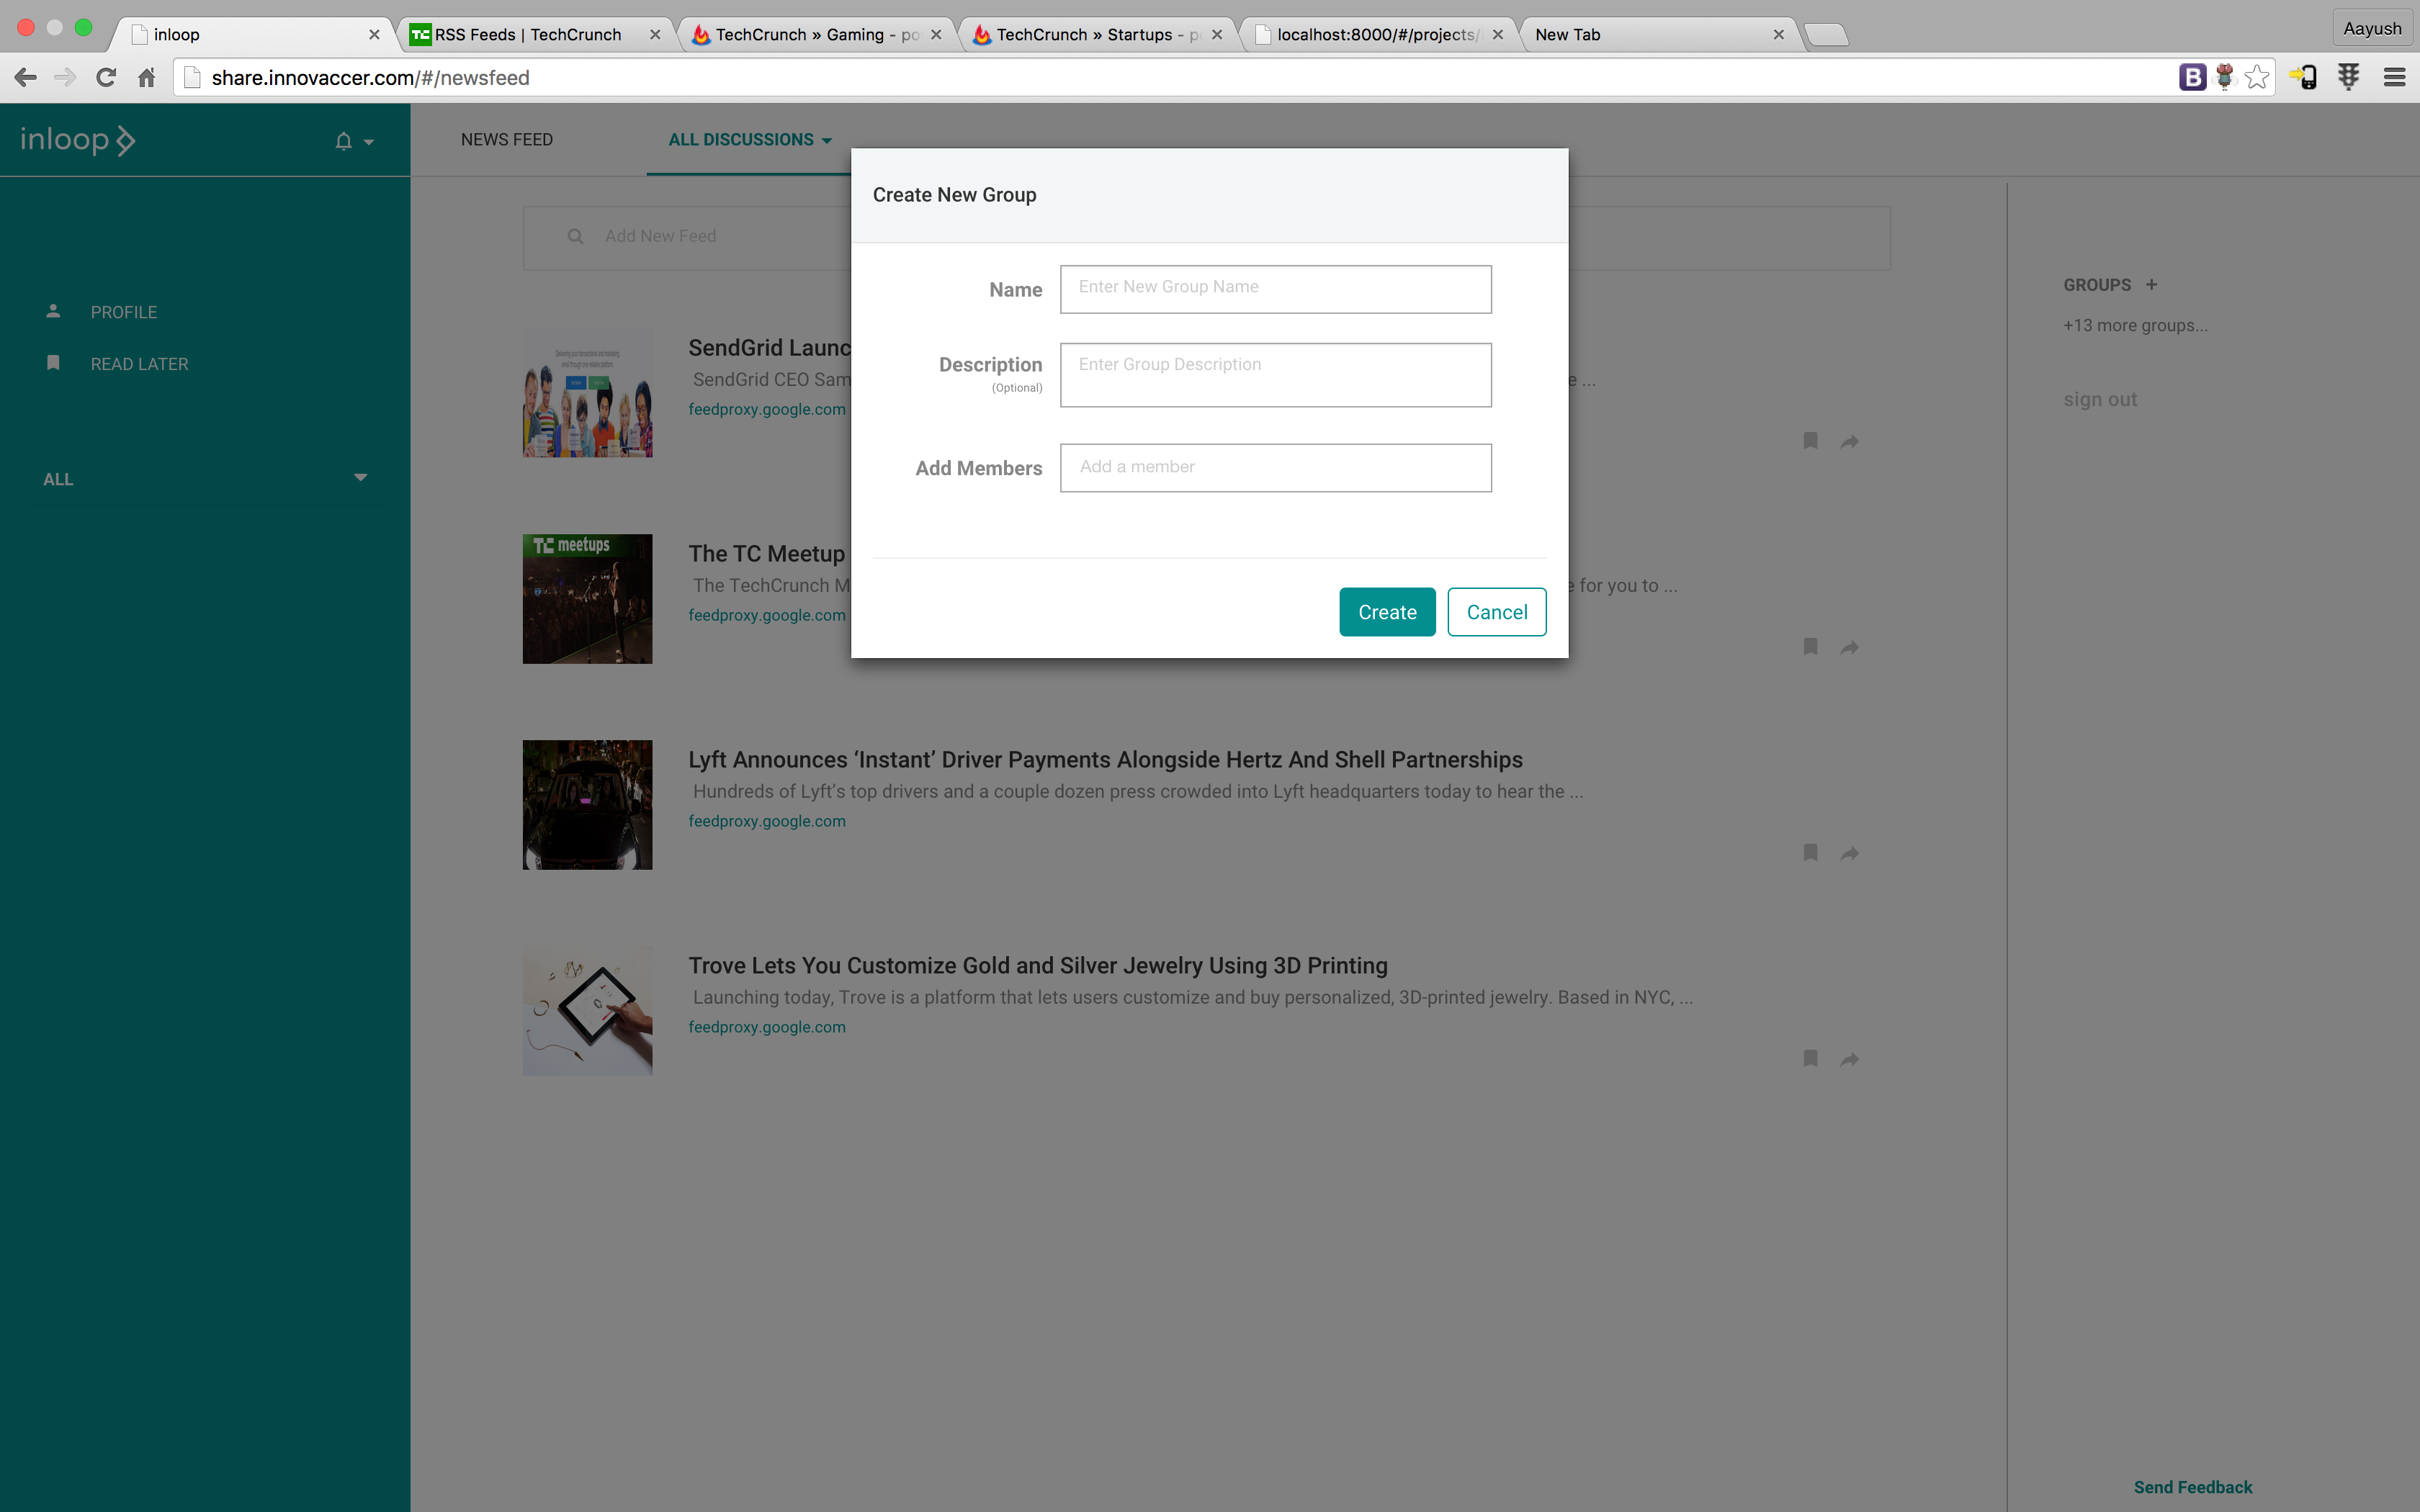 inloop
RSS Feeds | TechCrunch
TechCrunch » Gaming - po
TechCrunch » Startups - p
localhost:8000/#/projects/
New Tab
Aayush
share.innovaccer.com/#/newsfeed
inloop
NEWS FEED
ALL DISCUSSIONS
Create New Group
Add New Feed
Name
Enter New Group Name
Description
(Optional)
Enter Group Description
Add Members
Add a member
Create
Cancel
PROFILE
READ LATER
ALL
GROUPS +
+13 more groups...
sign out
SendGrid Launc
SendGrid CEO Sam
e ...
feedproxy.google.com
TC meetups
The TC Meetup
The TechCrunch M
e for you to ...
feedproxy.google.com
Lyft Announces ‘Instant’ Driver Payments Alongside Hertz And Shell Partnerships
Hundreds of Lyft’s top drivers and a couple dozen press crowded into Lyft headquarters today to hear the ...
feedproxy.google.com
Trove Lets You Customize Gold and Silver Jewelry Using 3D Printing
Launching today, Trove is a platform that lets users customize and buy personalized, 3D-printed jewelry. Based in NYC, ...
feedproxy.google.com
Send Feedback